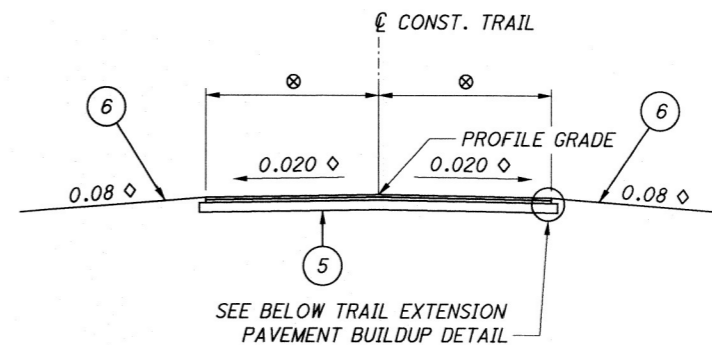 ℄ CONST. TRAIL
⊗ ⊗
6 6
PROFILE GRADE
0.020 ◊ 0.020 ◊
0.08 ◊ 0.08 ◊
5
SEE BELOW TRAIL EXTENSION
PAVEMENT BUILDUP DETAIL